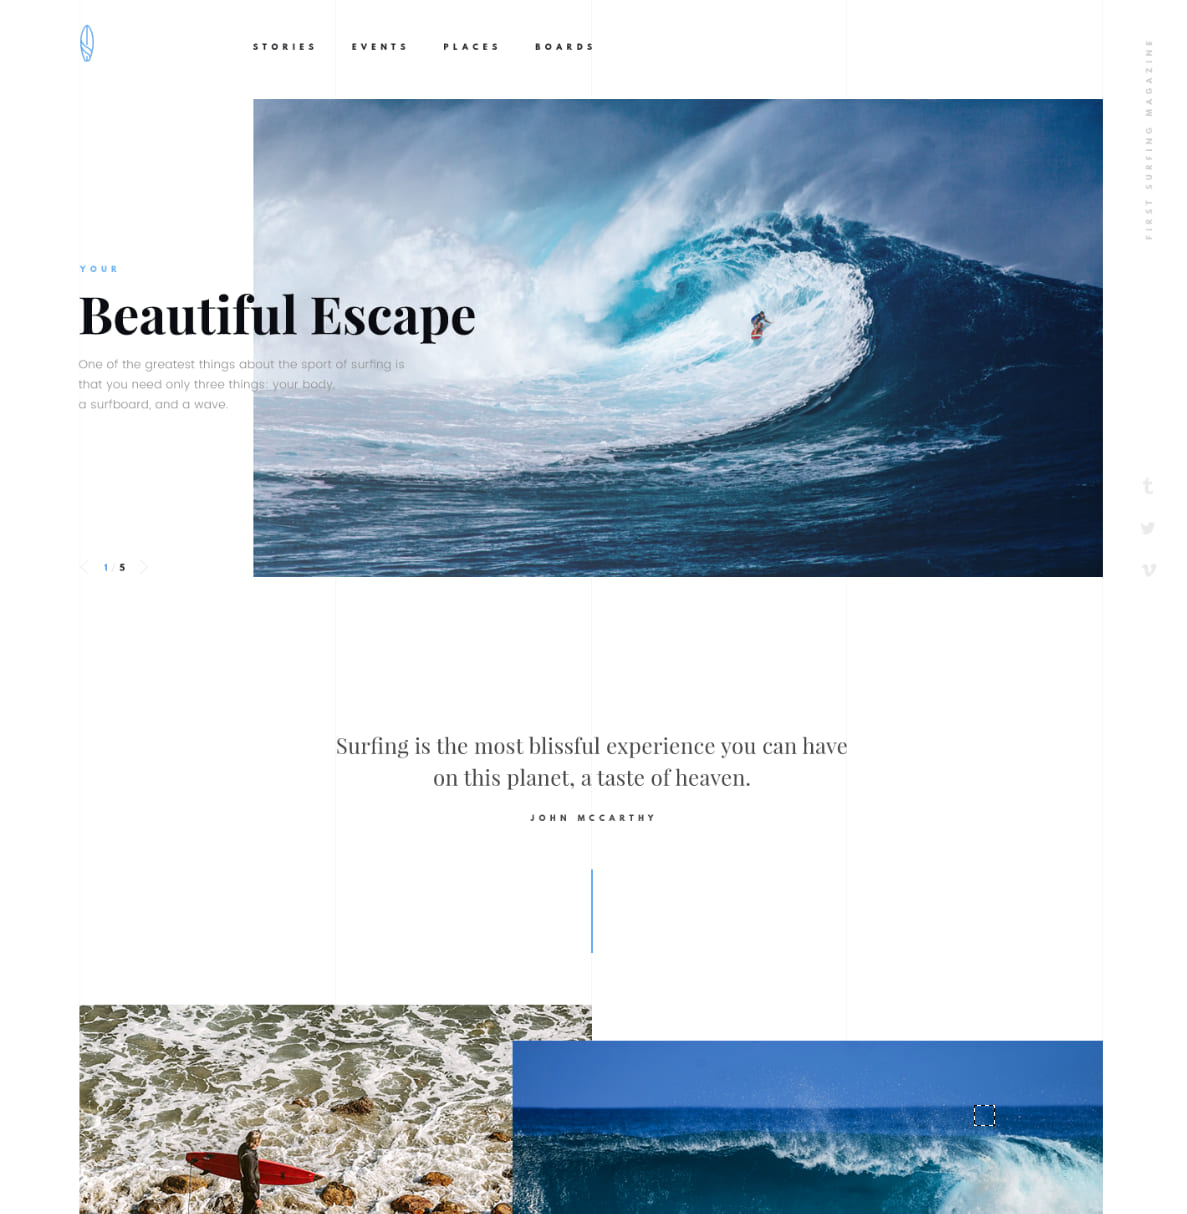 STORIES
EVENTS
PLACES
BOARDS
FIRST SURFING MAGAZINE
YOUR
Beautiful Escape
One of the greatest things about the sport of surfing is
that you need only three things: your body,
a surfboard, and a wave.
1 / 5
Surfing is the most blissful experience you can have
on this planet, a taste of heaven.
JOHN MCCARTHY